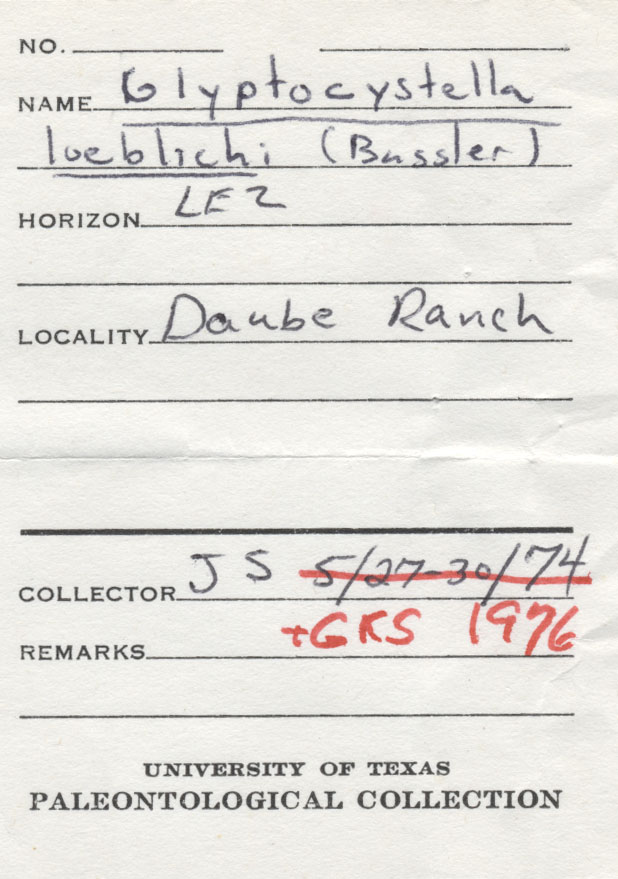 NO.
NAME Glyptocystella
loeblichi (Bassler)
HORIZON LE2
LOCALITY Daube Ranch
COLLECTOR JS 5/27-30/74
+GKS 1976
REMARKS
UNIVERSITY OF TEXAS
PALEONTOLOGICAL COLLECTION